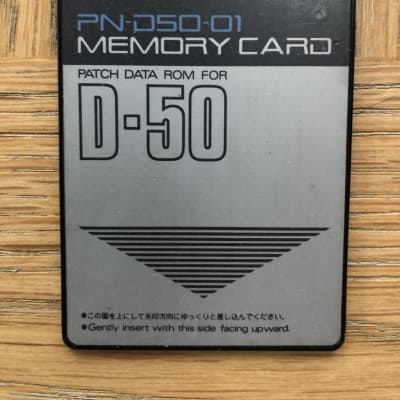 PN-D50-01
MEMORY CARD
PATCH DATA ROM FOR
D-50
●この面を上にして矢印方向にゆっくりと差し込んでください。
●Gently insert with this side facing upward.